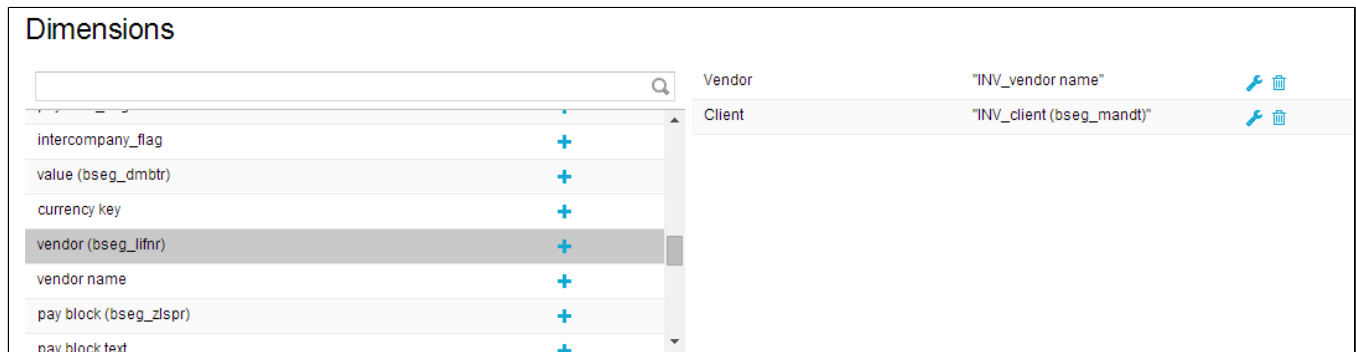 Dimensions
Vendor "INV_vendor name"
Client "INV_client (bseg_mandt)"
intercompany_flag
value (bseg_dmbtr)
currency key
vendor (bseg_lifnr)
vendor name
pay block (bseg_zlspr)
pay block text